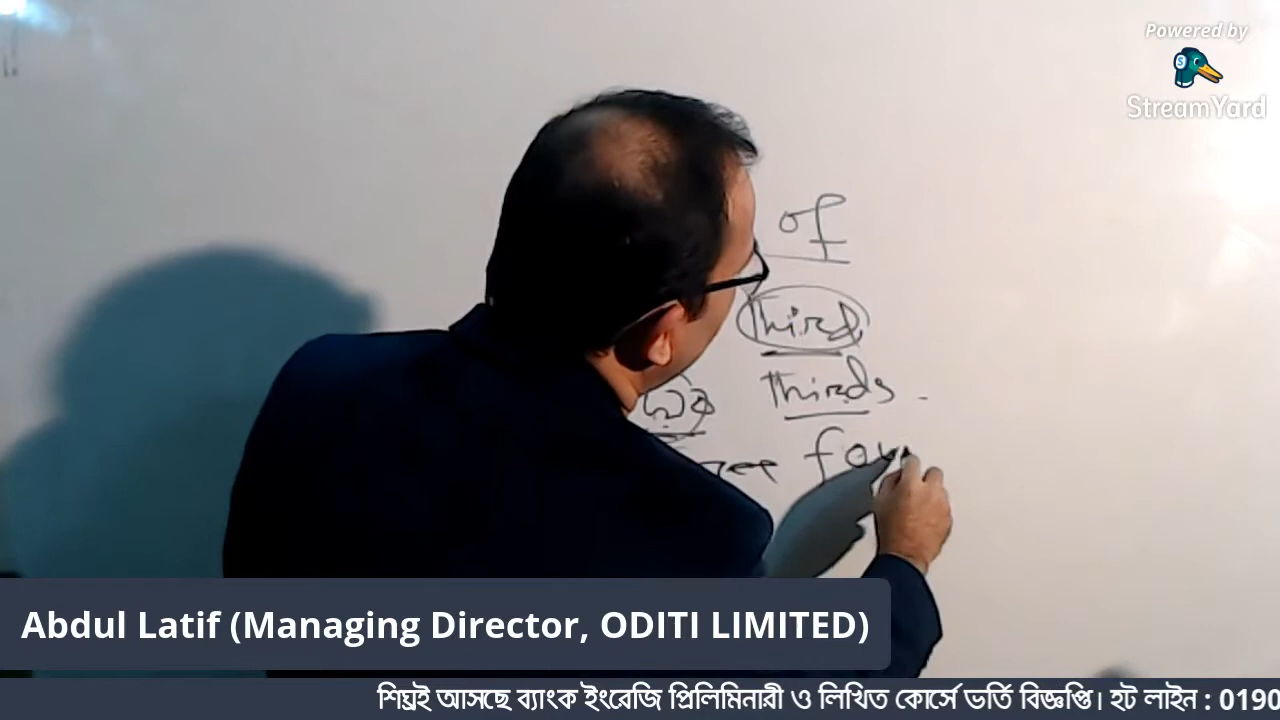 Powered by
StreamYard
of
Third
Thirds
Abdul Latif (Managing Director, ODITI LIMITED)
শিঘ্রই আসছে ব্যাংক ইংরেজি প্রিলিমিনারী ও লিখিত কোর্সে ভর্তি বিজ্ঞপ্তি। হট লাইন : 0190